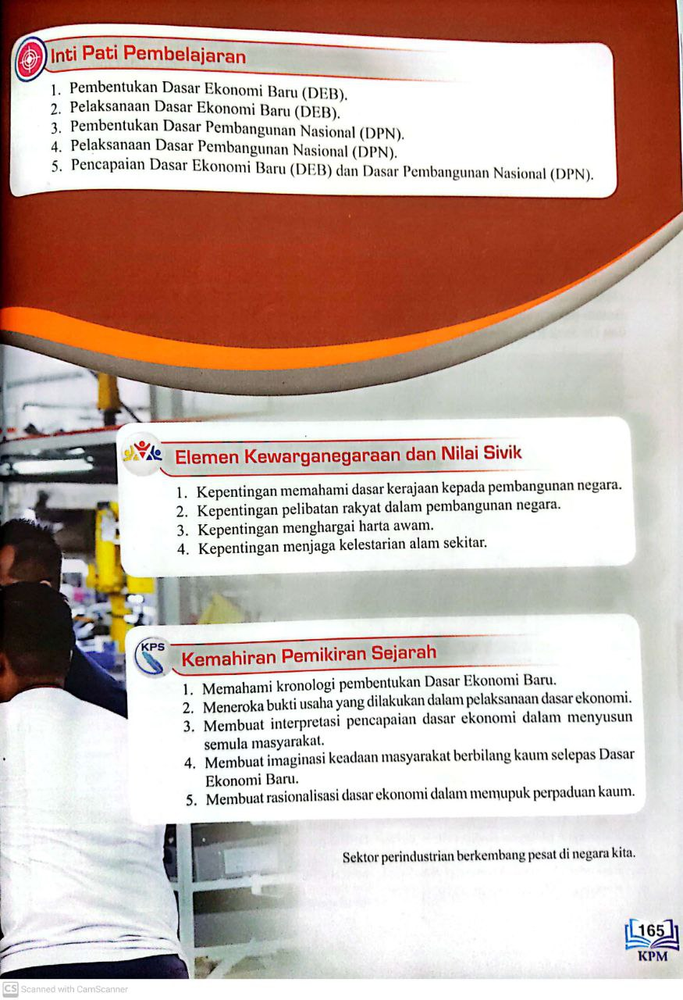 Inti Pati Pembelajaran
1. Pembentukan Dasar Ekonomi Baru (DEB).
2. Pelaksanaan Dasar Ekonomi Baru (DEB).
3. Pembentukan Dasar Pembangunan Nasional (DPN).
4. Pelaksanaan Dasar Pembangunan Nasional (DPN).
5. Pencapaian Dasar Ekonomi Baru (DEB) dan Dasar Pembangunan Nasional (DPN).
Elemen Kewarganegaraan dan Nilai Sivik
1. Kepentingan memahami dasar kerajaan kepada pembangunan negara.
2. Kepentingan pelibatan rakyat dalam pembangunan negara.
3. Kepentingan menghargai harta awam.
4. Kepentingan menjaga kelestarian alam sekitar.
KPS
Kemahiran Pemikiran Sejarah
1. Memahami kronologi pembentukan Dasar Ekonomi Baru.
2. Meneroka bukti usaha yang dilakukan dalam pelaksanaan dasar ekonomi.
3. Membuat interpretasi pencapaian dasar ekonomi dalam menyusun
semula masyarakat.
4. Membuat imaginasi keadaan masyarakat berbilang kaum selepas Dasar
Ekonomi Baru.
5. Membuat rasionalisasi dasar ekonomi dalam memupuk perpaduan kaum.
Sektor perindustrian berkembang pesat di negara kita.
165
KPM
CS Scanned with CamScanner